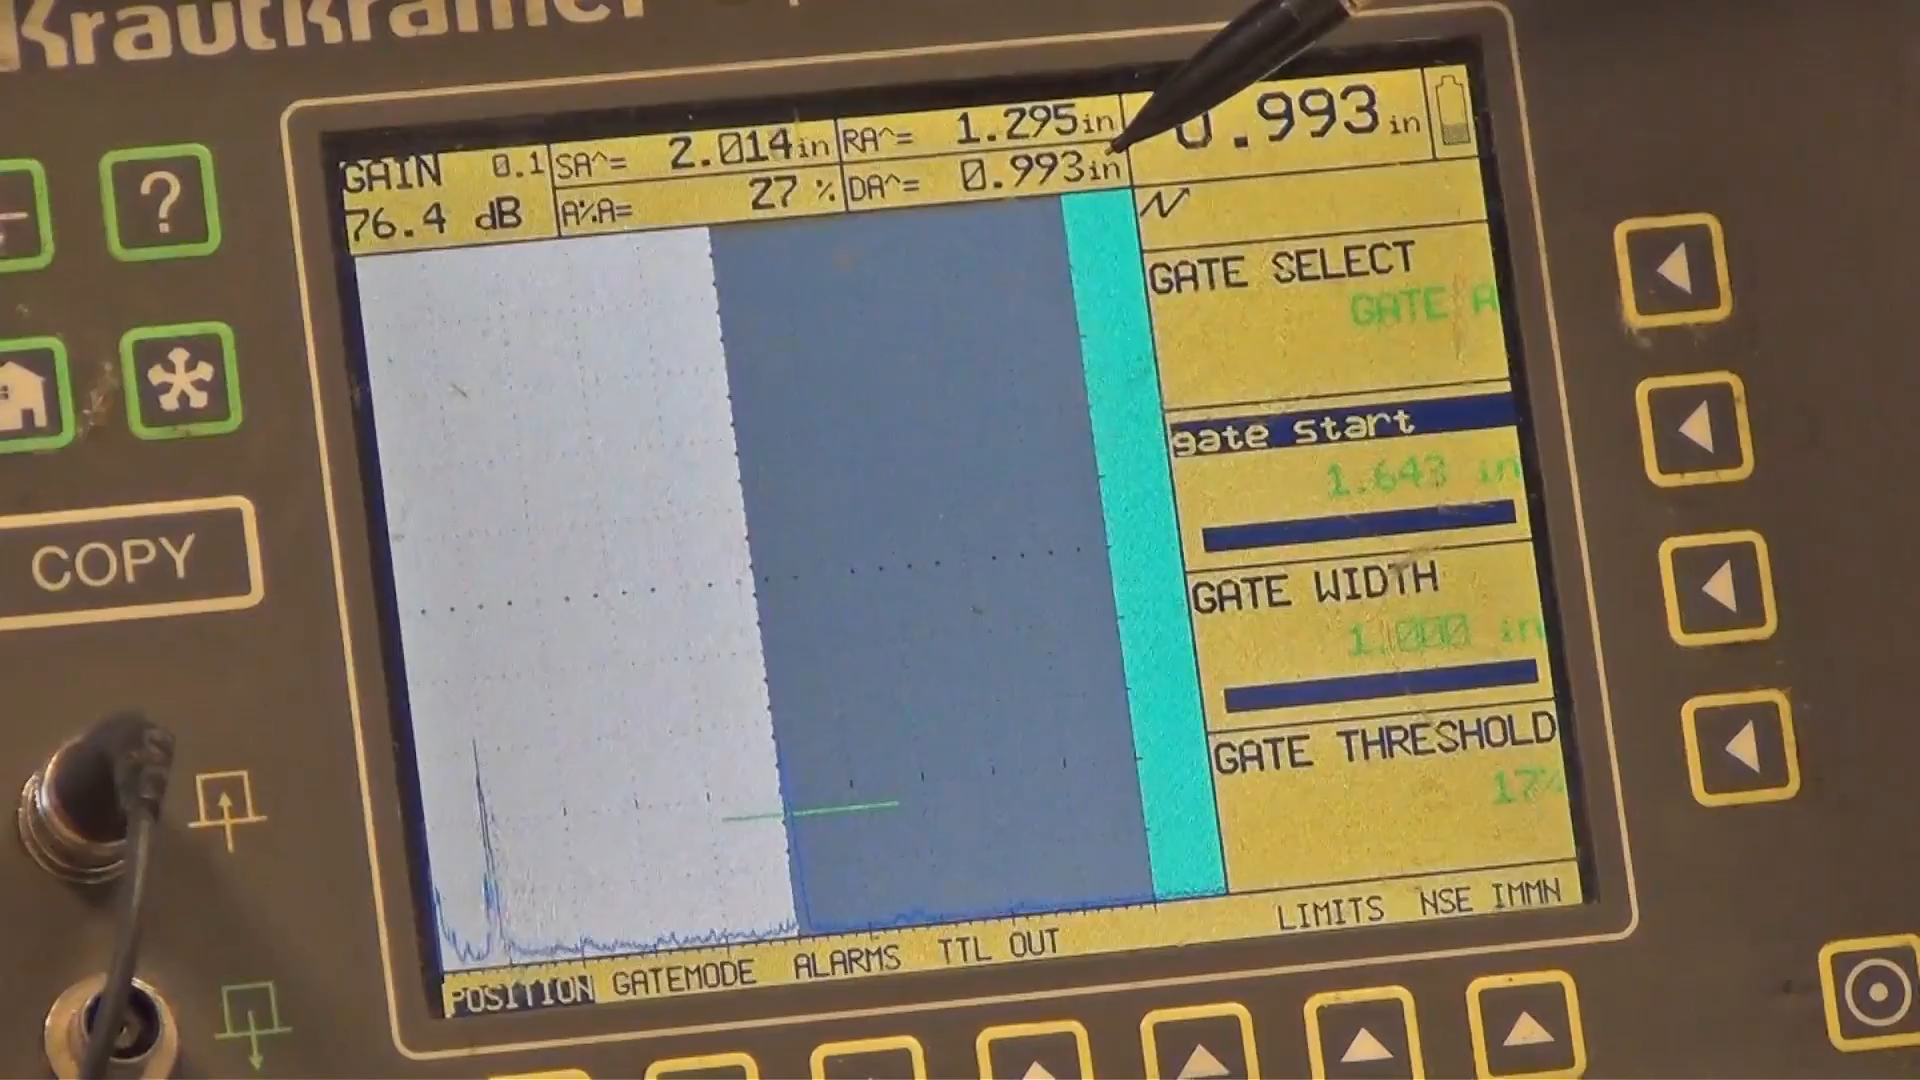 Krautkramer
GAIN 0.1
76.4 dB
SA^= 2.014in
A%A= 27 %
RA^= 1.295in
DA^= 0.993in
0.993 in
GATE SELECT
GATE A
gate start
1.643 in
GATE WIDTH
1.000 in
GATE THRESHOLD
17%
POSITION GATEMODE ALARMS TTL OUT LIMITS NSE IMMN
?
COPY